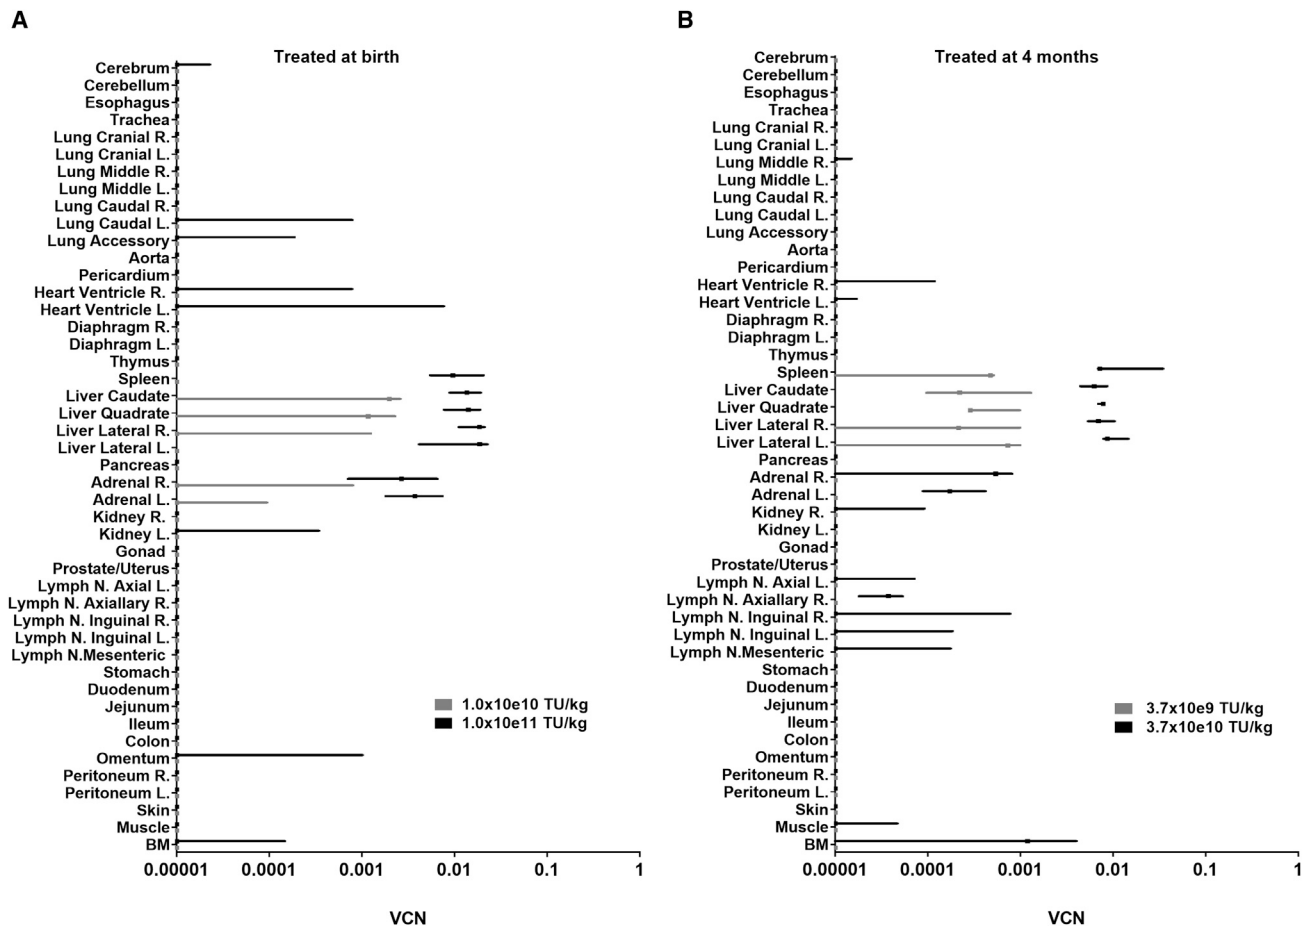 A
Treated at birth
Cerebrum
Cerebellum
Esophagus
Trachea
Lung Cranial R.
Lung Cranial L.
Lung Middle R.
Lung Middle L.
Lung Caudal R.
Lung Caudal L.
Lung Accessory
Aorta
Pericardium
Heart Ventricle R.
Heart Ventricle L.
Diaphragm R.
Diaphragm L.
Thymus
Spleen
Liver Caudate
Liver Quadrate
Liver Lateral R.
Liver Lateral L.
Pancreas
Adrenal R.
Adrenal L.
Kidney R.
Kidney L.
Gonad
Prostate/Uterus
Lymph N. Axial L.
Lymph N. Axiallary R.
Lymph N. Inguinal R.
Lymph N. Inguinal L.
Lymph N.Mesenteric
Stomach
Duodenum
Jejunum
Ileum
Colon
Omentum
Peritoneum R.
Peritoneum L.
Skin
Muscle
BM
1.0x10e10 TU/kg
1.0x10e11 TU/kg
0.00001 0.0001 0.001 0.01 0.1 1
VCN
B
Treated at 4 months
Cerebrum
Cerebellum
Esophagus
Trachea
Lung Cranial R.
Lung Cranial L.
Lung Middle R.
Lung Middle L.
Lung Caudal R.
Lung Caudal L.
Lung Accessory
Aorta
Pericardium
Heart Ventricle R.
Heart Ventricle L.
Diaphragm R.
Diaphragm L.
Thymus
Spleen
Liver Caudate
Liver Quadrate
Liver Lateral R.
Liver Lateral L.
Pancreas
Adrenal R.
Adrenal L.
Kidney R.
Kidney L.
Gonad
Prostate/Uterus
Lymph N. Axial L.
Lymph N. Axiallary R.
Lymph N. Inguinal R.
Lymph N. Inguinal L.
Lymph N.Mesenteric
Stomach
Duodenum
Jejunum
Ileum
Colon
Omentum
Peritoneum R.
Peritoneum L.
Skin
Muscle
BM
3.7x10e9 TU/kg
3.7x10e10 TU/kg
0.00001 0.0001 0.001 0.01 0.1 1
VCN